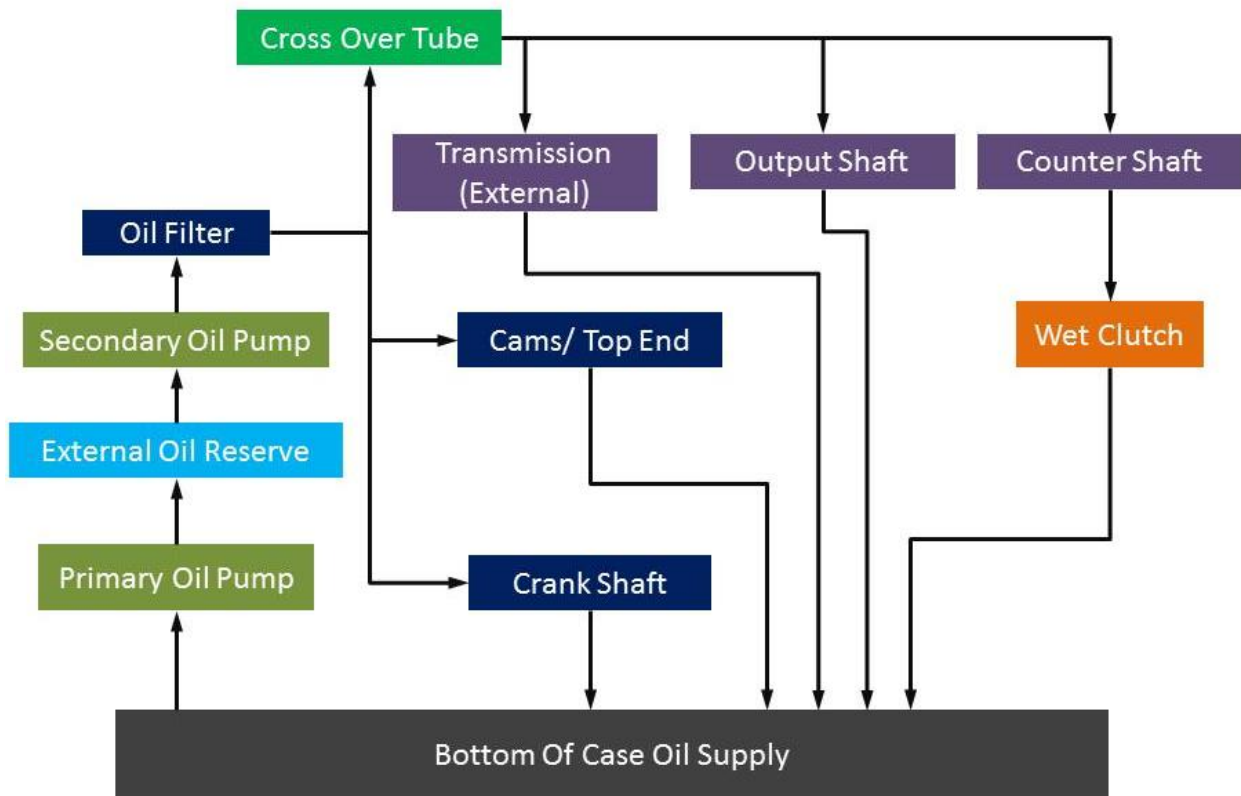 Cross Over Tube
Transmission
(External)
Output Shaft
Counter Shaft
Oil Filter
Secondary Oil Pump
Cams/ Top End
Wet Clutch
External Oil Reserve
Primary Oil Pump
Crank Shaft
Bottom Of Case Oil Supply